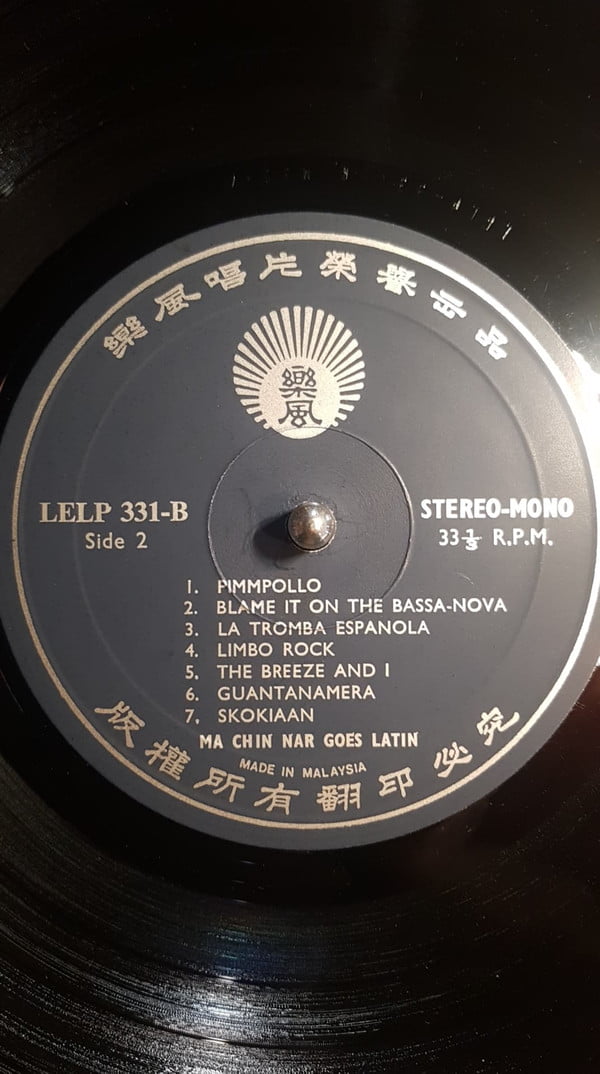 樂風唱片榮譽出品
樂風
LELP 331-B
Side 2
STEREO-MONO
33⅓ R.P.M.
1. PIMMPOLLO
2. BLAME IT ON THE BASSA-NOVA
3. LA TROMBA ESPANOLA
4. LIMBO ROCK
5. THE BREEZE AND I
6. GUANTANAMERA
7. SKOKIAAN
MA CHIN NAR GOES LATIN
MADE IN MALAYSIA
版權所有翻印必究